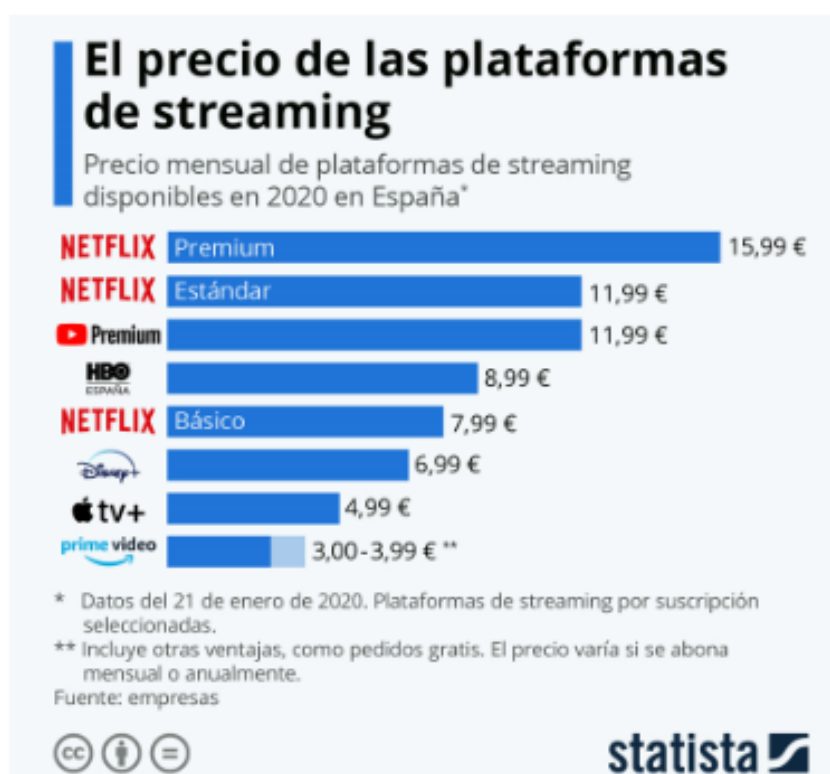 El precio de las plataformas
de streaming
Precio mensual de plataformas de streaming
disponibles en 2020 en España*
NETFLIX Premium 15,99 €
NETFLIX Estándar 11,99 €
Premium 11,99 €
HBO ESPAÑA 8,99 €
NETFLIX Básico 7,99 €
Disney+ 6,99 €
tv+ 4,99 €
prime video 3,00-3,99 € **
* Datos del 21 de enero de 2020. Plataformas de streaming por suscripción
seleccionadas.
** Incluye otras ventajas, como pedidos gratis. El precio varía si se abona
mensual o anualmente.
Fuente: empresas
cc statista